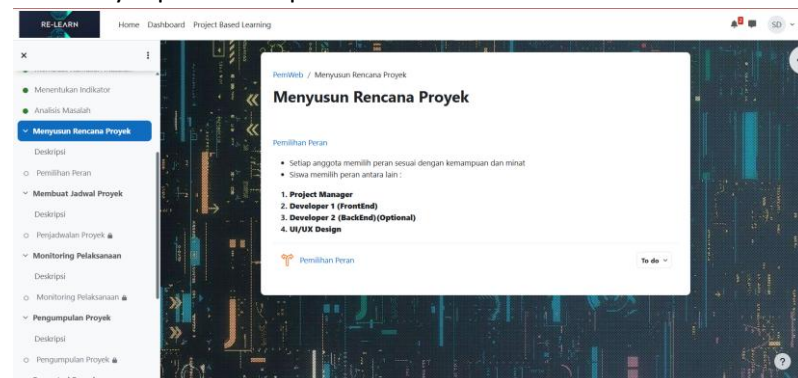 RE-LEARN
Home Dashboard Project Based Learning
2
SD
Menentukan Indikator
Analisis Masalah
Menyusun Rencana Proyek
Deskripsi
Pemilihan Peran
Membuat Jadwal Proyek
Deskripsi
Penjadwalan Proyek
Monitoring Pelaksanaan
Deskripsi
Monitoring Pelaksanaan
Pengumpulan Proyek
Deskripsi
Pengumpulan Proyek
PemWeb / Menyusun Rencana Proyek
Menyusun Rencana Proyek
Pemilihan Peran
• Setiap anggota memilih peran sesuai dengan kemampuan dan minat
• Siswa memilih peran antara lain :
1. Project Manager
2. Developer 1 (FrontEnd)
3. Developer 2 (BackEnd)(Optional)
4. UI/UX Design
Pemilihan Peran
To do
?